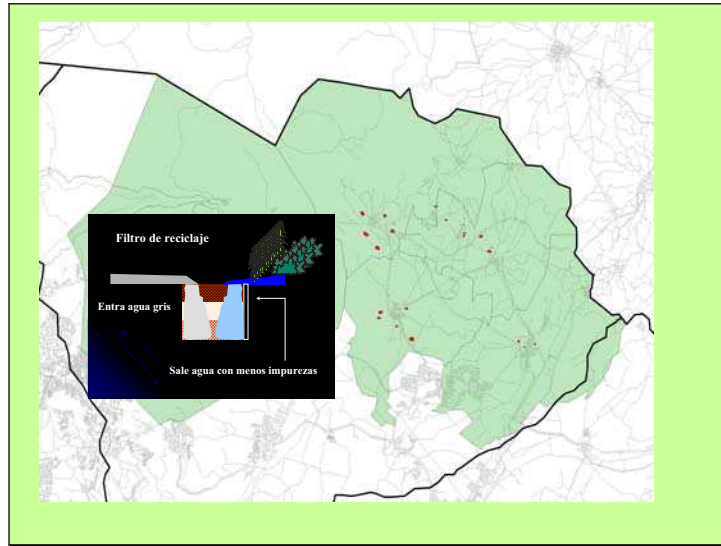 Filtro de reciclaje
Entra agua gris
Sale agua con menos impurezas